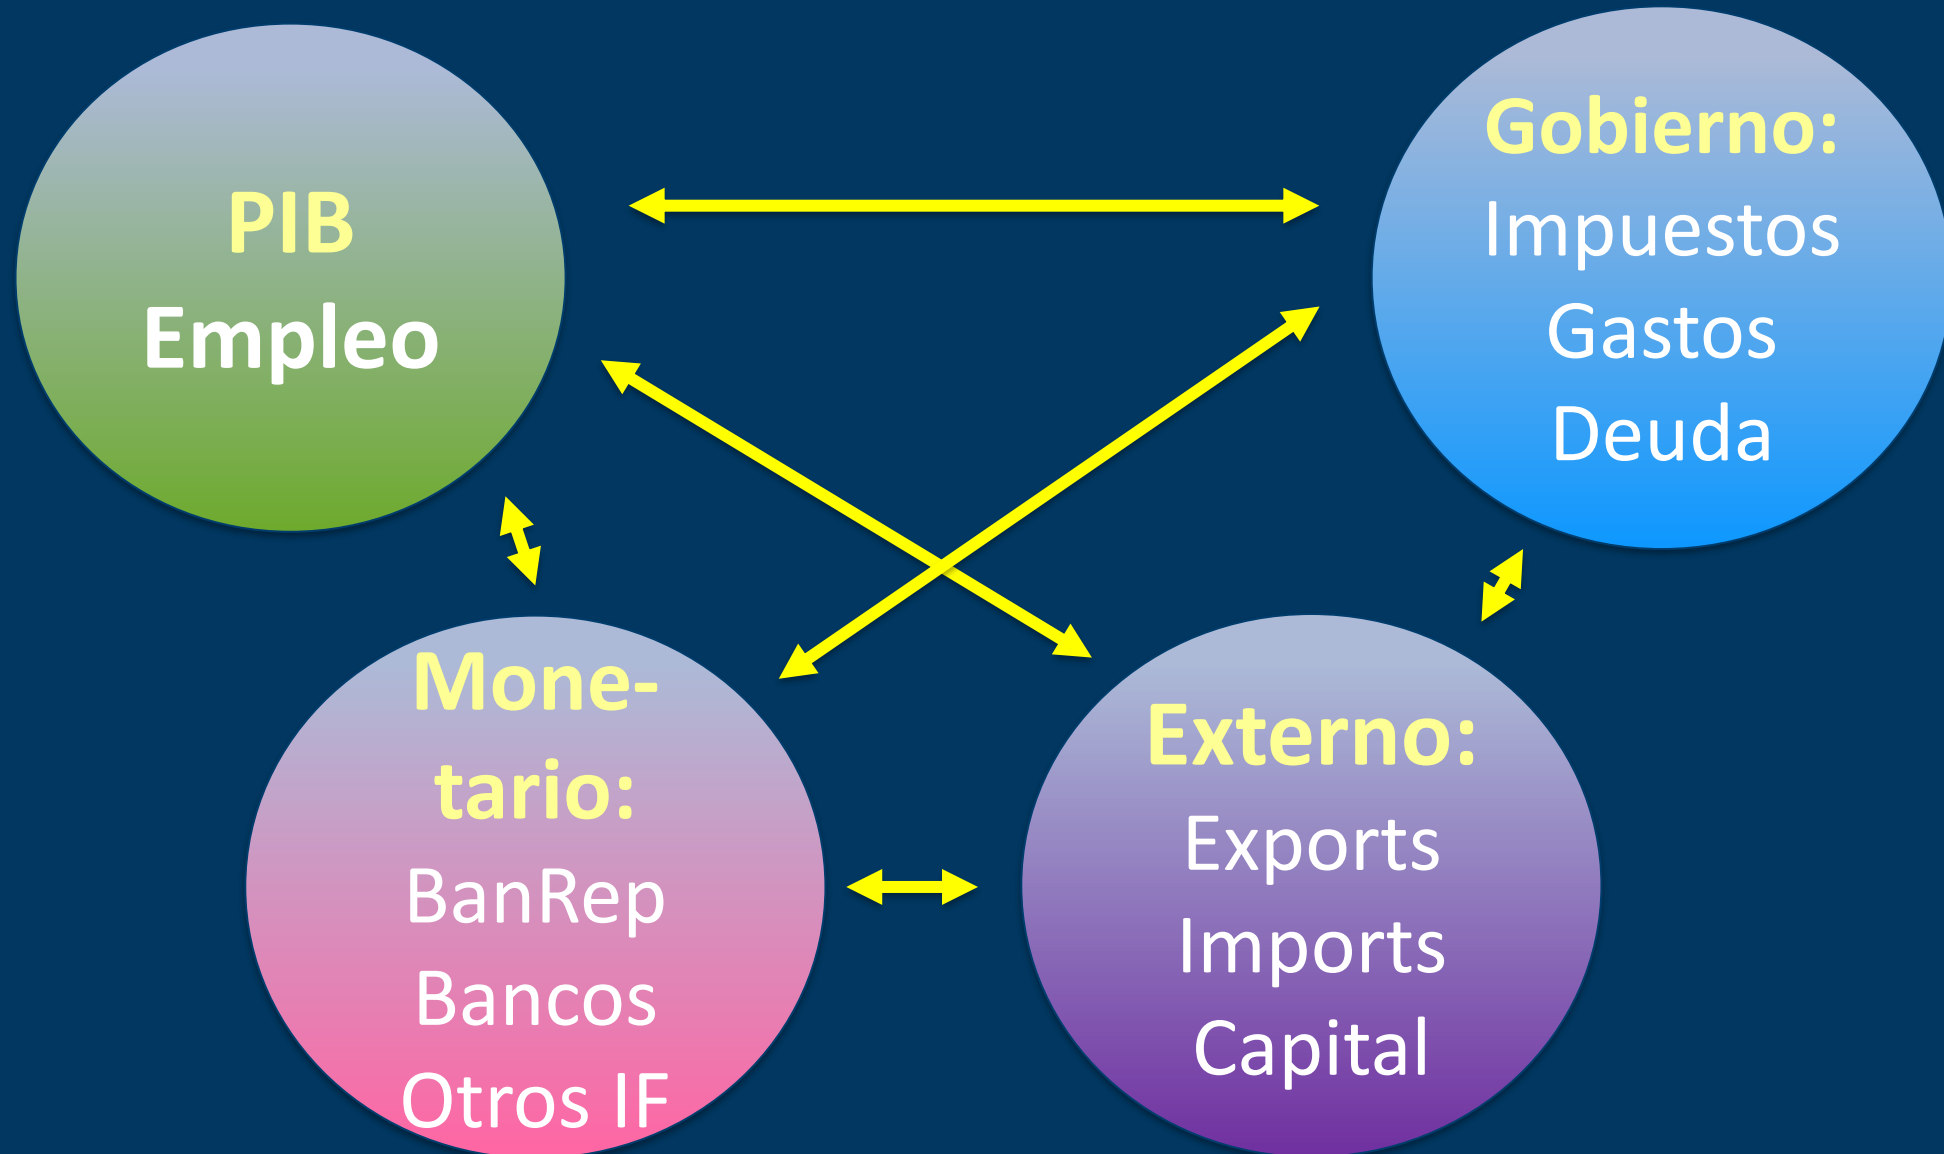 PIB
Empleo
Gobierno:
Impuestos
Gastos
Deuda
Mone-
tario:
BanRep
Bancos
Otros IF
Externo:
Exports
Imports
Capital